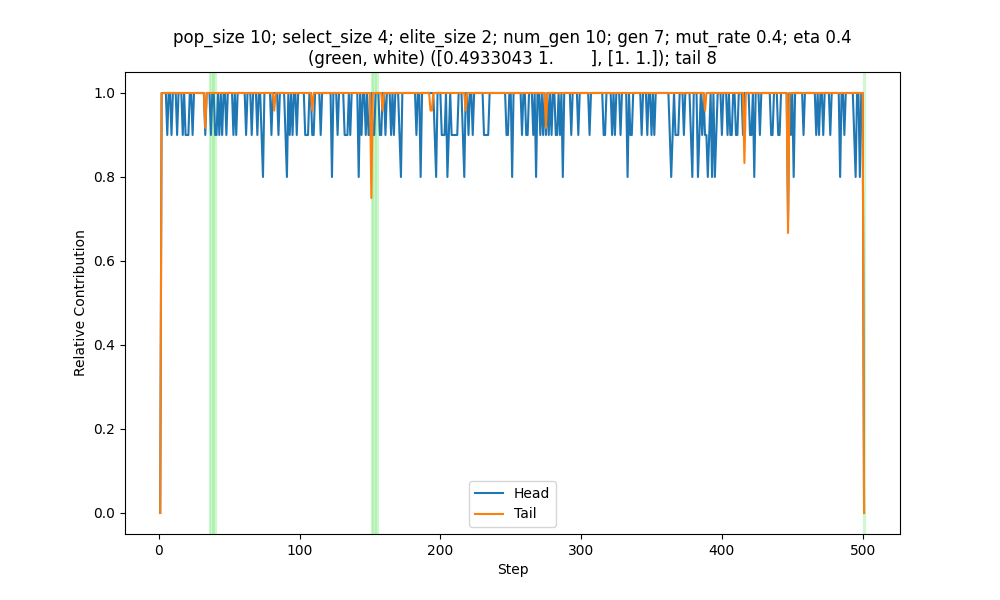 pop_size 10; select_size 4; elite_size 2; num_gen 10; gen 7; mut_rate 0.4; eta 0.4
(green, white) ([0.4933043 1.        ], [1. 1.]); tail 8
Relative Contribution
1.0
0.8
0.6
0.4
0.2
0.0
Head
Tail
0 100 200 300 400 500
Step